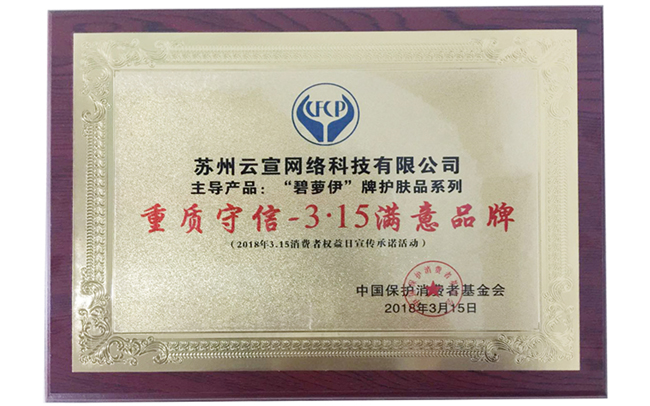 CFCP
苏州云宣网络科技有限公司
主导产品：“碧萝伊”牌护肤品系列
重质守信-3·15满意品牌
（2018年3.15消费者权益日宣传承诺活动）
中国保护消费者基金会
2018年3月15日